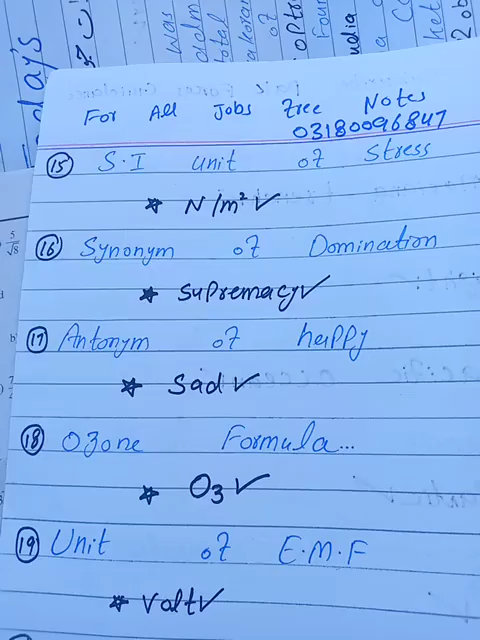 For All Jobs Free Notes
03180096847
15 S.I unit of Stress
* N/m² ✓
16 Synonym of Domination
* Supremacy ✓
17 Antonym of happy
* Sad ✓
18 Ozone Formula...
* O3 ✓
19 Unit of E.M.F
* Valt ✓